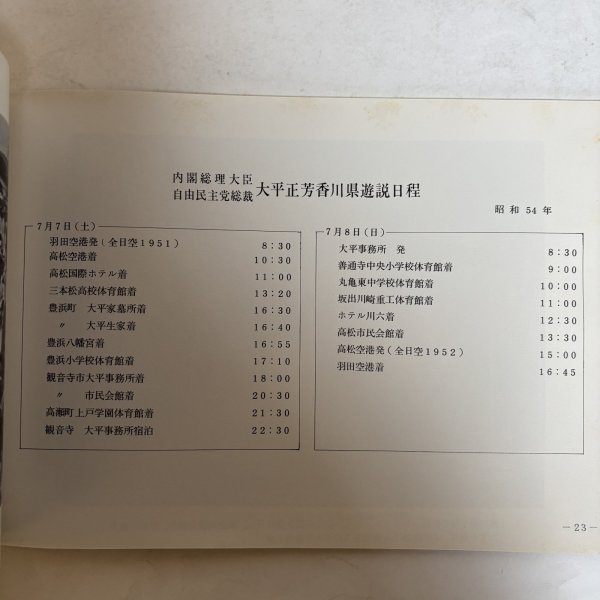 内閣総理大臣
自由民主党総裁 大平正芳香川県遊説日程
昭和 54 年
7月7日(土)
羽田空港発(全日空1951) 8:30
高松空港着 10:30
高松国際ホテル着 11:00
三本松高校体育館着 13:20
豊浜町 大平家墓所着 16:30
〃 大平生家着 16:40
豊浜八幡宮着 16:55
豊浜小学校体育館着 17:10
観音寺市大平事務所着 18:00
〃 市民会館着 20:30
高瀬町上戸学園体育館着 21:30
観音寺 大平事務所宿泊 22:30
7月8日(日)
大平事務所 発 8:30
善通寺中央小学校体育館着 9:00
丸亀東中学校体育館着 10:00
坂出川崎重工体育館着 11:00
ホテル川六着 12:30
高松市民会館着 13:30
高松空港発(全日空1952) 15:00
羽田空港着 16:45
－23－